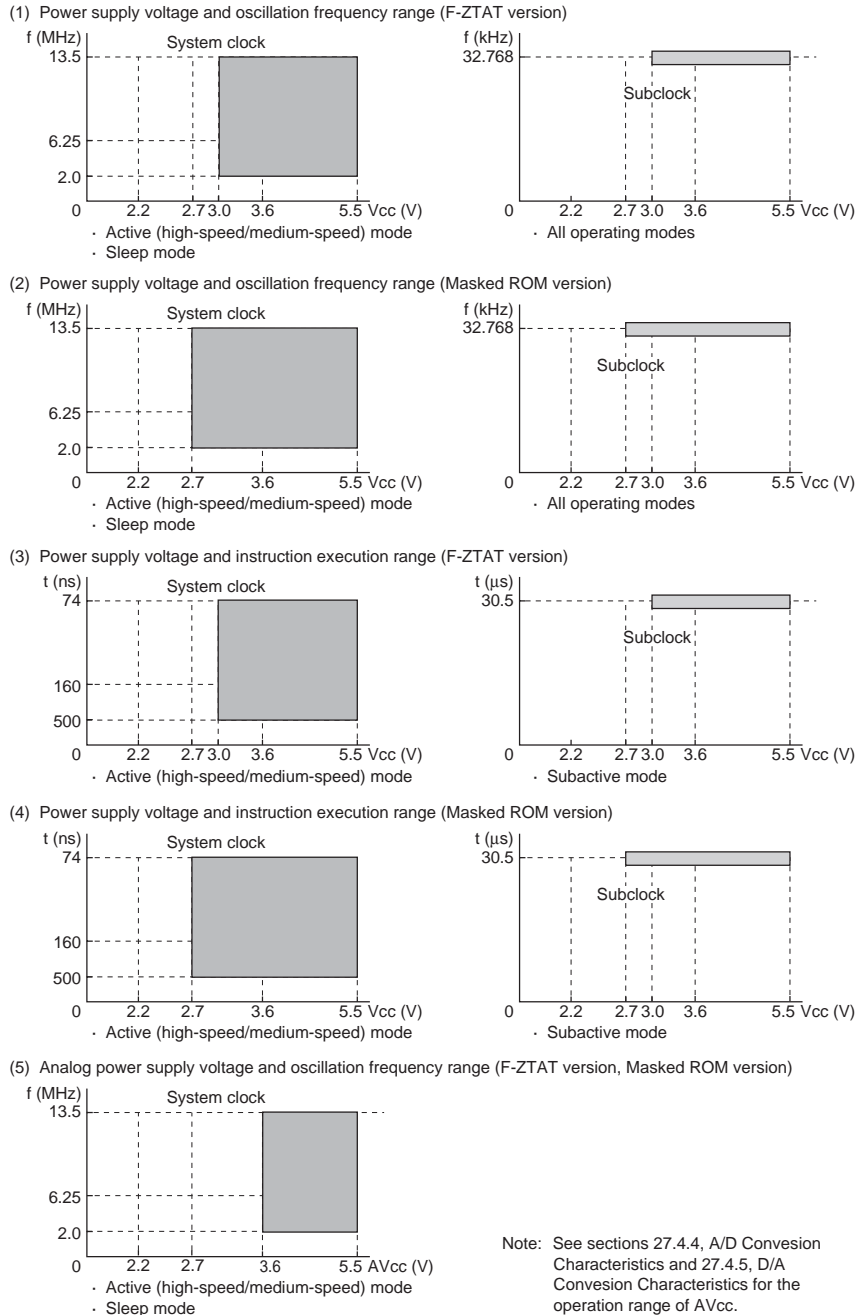 (1) Power supply voltage and oscillation frequency range (F-ZTAT version)
f (MHz)
System clock
13.5
6.25
2.0
0
2.2
2.7
3.0
3.6
5.5
Vcc (V)
· Active (high-speed/medium-speed) mode
· Sleep mode
f (kHz)
32.768
Subclock
0
2.2
2.7
3.0
3.6
5.5
Vcc (V)
· All operating modes
(2) Power supply voltage and oscillation frequency range (Masked ROM version)
f (MHz)
System clock
13.5
6.25
2.0
0
2.2
2.7
3.6
5.5
Vcc (V)
· Active (high-speed/medium-speed) mode
· Sleep mode
f (kHz)
32.768
Subclock
0
2.2
2.7
3.0
3.6
5.5
Vcc (V)
· All operating modes
(3) Power supply voltage and instruction execution range (F-ZTAT version)
t (ns)
System clock
74
160
500
0
2.2
2.7
3.0
3.6
5.5
Vcc (V)
· Active (high-speed/medium-speed) mode
t (μs)
30.5
Subclock
0
2.2
2.7
3.0
3.6
5.5
Vcc (V)
· Subactive mode
(4) Power supply voltage and instruction execution range (Masked ROM version)
t (ns)
System clock
74
160
500
0
2.2
2.7
3.6
5.5
Vcc (V)
· Active (high-speed/medium-speed) mode
t (μs)
30.5
Subclock
0
2.2
2.7
3.0
3.6
5.5
Vcc (V)
· Subactive mode
(5) Analog power supply voltage and oscillation frequency range (F-ZTAT version, Masked ROM version)
f (MHz)
System clock
13.5
6.25
2.0
0
2.2
2.7
3.6
5.5
AVcc (V)
· Active (high-speed/medium-speed) mode
· Sleep mode
Note: See sections 27.4.4, A/D Convesion
Characteristics and 27.4.5, D/A
Convesion Characteristics for the
operation range of AVcc.